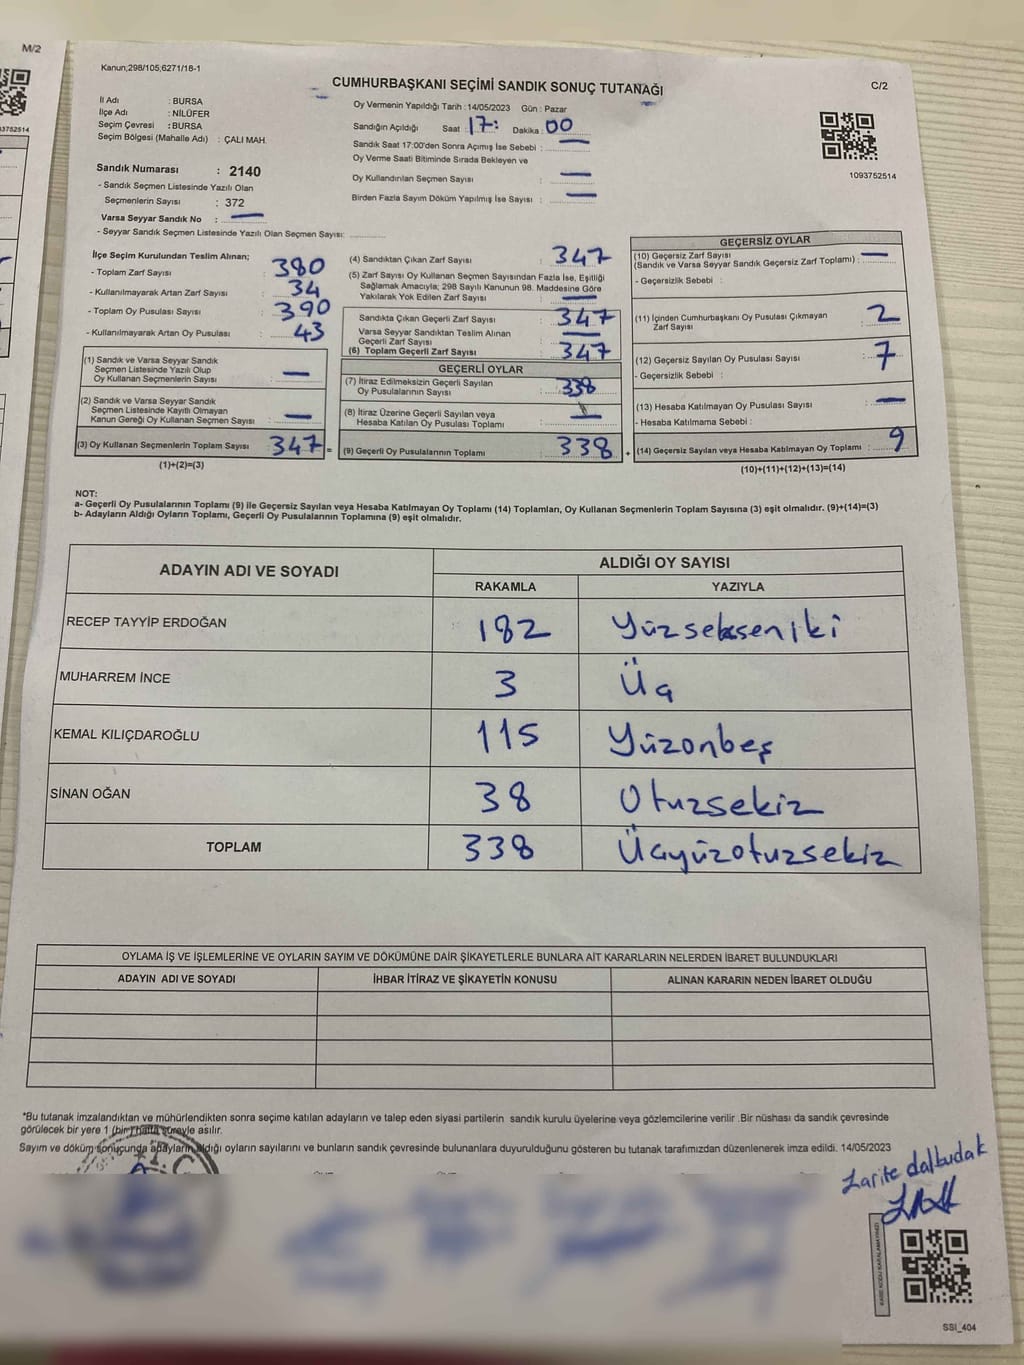 M/2
Kanun,298/105,6271/18-1
CUMHURBAŞKANI SEÇİMİ SANDIK SONUÇ TUTANAĞI
C/2
3752514
İl Adı : BURSA
İlçe Adı : NİLÜFER
Seçim Çevresi : BURSA
Seçim Bölgesi (Mahalle Adı) : ÇALI MAH.
Oy Vermenin Yapıldığı Tarih : 14/05/2023 Gün : Pazar
Sandığın Açıldığı Saat : 17: Dakika : 00
Sandık Saat 17:00'den Sonra Açımış İse Sebebi : —
Oy Verme Saati Bitiminde Sırada Bekleyen ve
Oy Kullandırılan Seçmen Sayısı : —
Birden Fazla Sayım Döküm Yapılmış İse Sayısı : —
1093752514
Sandık Numarası : 2140
- Sandık Seçmen Listesinde Yazılı Olan
Seçmenlerin Sayısı : 372
Varsa Seyyar Sandık No : —
- Seyyar Sandık Seçmen Listesinde Yazılı Olan Seçmen Sayısı:
İlçe Seçim Kurulundan Teslim Alınan;
- Toplam Zarf Sayısı : 380
- Kullanılmayarak Artan Zarf Sayısı : 34
- Toplam Oy Pusulası Sayısı : 390
- Kullanılmayarak Artan Oy Pusulası : 43
(1) Sandık ve Varsa Seyyar Sandık
Seçmen Listesinde Yazılı Olup
Oy Kullanan Seçmenlerin Sayısı : —
(2) Sandık ve Varsa Seyyar Sandık
Seçmen Listesinde Kayıtlı Olmayan
Kanun Gereği Oy Kullanan Seçmen Sayısı : —
(3) Oy Kullanan Seçmenlerin Toplam Sayısı : 347 =
(1)+(2)=(3)
(4) Sandıktan Çıkan Zarf Sayısı : 347
(5) Zarf Sayısı Oy Kullanan Seçmen Sayısından Fazla İse, Eşitliği
Sağlamak Amacıyla; 298 Sayılı Kanunun 98. Maddesine Göre
Yakılarak Yok Edilen Zarf Sayısı : —
Sandıkta Çıkan Geçerli Zarf Sayısı : 347
Varsa Seyyar Sandıktan Teslim Alınan
Geçerli Zarf Sayısı : —
(6) Toplam Geçerli Zarf Sayısı : 347
GEÇERLİ OYLAR
(7) İtiraz Edilmeksizin Geçerli Sayılan
Oy Pusulalarının Sayısı : 338
(8) İtiraz Üzerine Geçerli Sayılan veya
Hesaba Katılan Oy Pusulası Toplamı : —
(9) Geçerli Oy Pusulalarının Toplamı : 338 +
GEÇERSİZ OYLAR
(10) Geçersiz Zarf Sayısı
(Sandık ve Varsa Seyyar Sandık Geçersiz Zarf Toplamı) : —
- Geçersizlik Sebebi :
(11) İçinden Cumhurbaşkanı Oy Pusulası Çıkmayan
Zarf Sayısı : 2
(12) Geçersiz Sayılan Oy Pusulası Sayısı : 7
- Geçersizlik Sebebi :
(13) Hesaba Katılmayan Oy Pusulası Sayısı : —
- Hesaba Katılmama Sebebi :
(14) Geçersiz Sayılan veya Hesaba Katılmayan Oy Toplamı : 9
(10)+(11)+(12)+(13)=(14)
NOT:
a- Geçerli Oy Pusulalarının Toplamı (9) ile Geçersiz Sayılan veya Hesaba Katılmayan Oy Toplamı (14) Toplamları, Oy Kullanan Seçmenlerin Toplam Sayısına (3) eşit olmalıdır. (9)+(14)=(3)
b- Adayların Aldığı Oyların Toplamı, Geçerli Oy Pusulalarının Toplamına (9) eşit olmalıdır.
ADAYIN ADI VE SOYADI
ALDIĞI OY SAYISI
RAKAMLA YAZIYLA
RECEP TAYYİP ERDOĞAN 182 Yüzseksen iki
MUHARREM İNCE 3 Üç
KEMAL KILIÇDAROĞLU 115 Yüzonbeş
SİNAN OĞAN 38 Otuzsekiz
TOPLAM 338 Üçyüzotuzsekiz
OYLAMA İŞ VE İŞLEMLERİNE VE OYLARIN SAYIM VE DÖKÜMÜNE DAİR ŞİKAYETLERLE BUNLARA AİT KARARLARIN NELERDEN İBARET BULUNDUKLARI
ADAYIN ADI VE SOYADI İHBAR İTİRAZ VE ŞİKAYETİN KONUSU ALINAN KARARIN NEDEN İBARET OLDUĞU
*Bu tutanak imzalandıktan ve mühürlendikten sonra seçime katılan adayların ve talep eden siyasi partilerin sandık kurulu üyelerine veya gözlemcilerine verilir .Bir nüshası da sandık çevresinde
görülecek bir yere 1 (bir) hafta süreyle asılır.
Sayım ve döküm sonucunda adayların aldığı oyların sayılarını ve bunların sandık çevresinde bulunanlara duyurulduğunu gösteren bu tutanak tarafımızdan düzenlenerek imza edildi. 14/05/2023
T.C.
Zarife dalbudak
KARE KODU KARALAMAYINIZ!
SSI_404